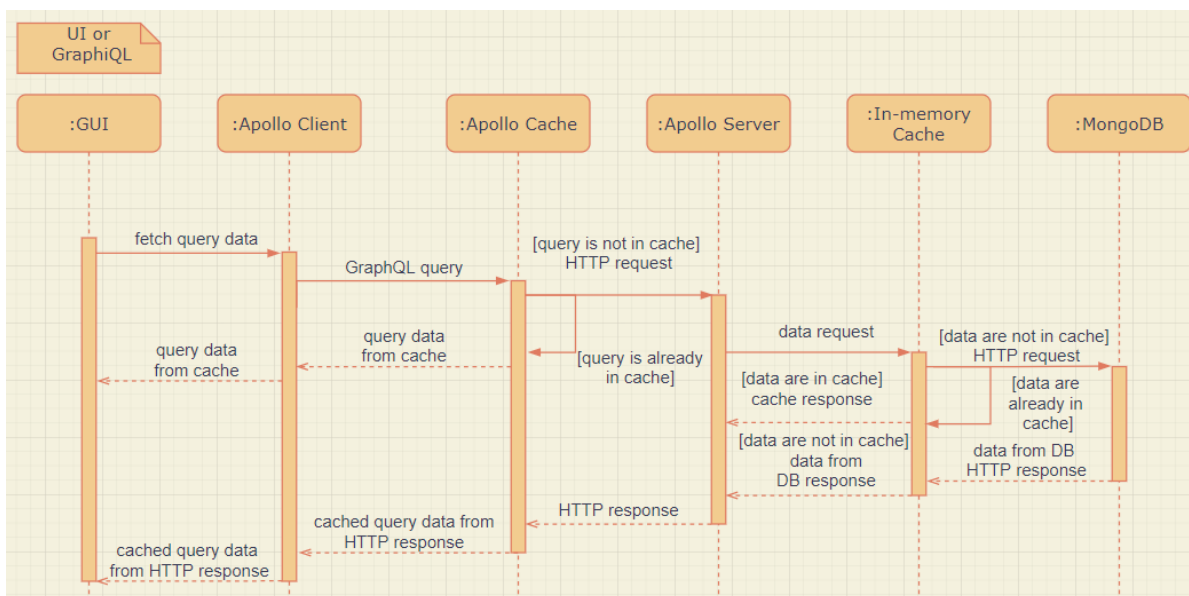 UI or
GraphiQL
:GUI
:Apollo Client
:Apollo Cache
:Apollo Server
:In-memory
Cache
:MongoDB
fetch query data
GraphQL query
[query is not in cache]
HTTP request
query data
from cache
query data
from cache
[query is already
in cache]
data request
[data are not in cache]
HTTP request
[data are in cache]
cache response
[data are
already in
cache]
[data are not in cache]
data from
DB response
data from DB
HTTP response
HTTP response
cached query data from
HTTP response
cached query data
from HTTP response